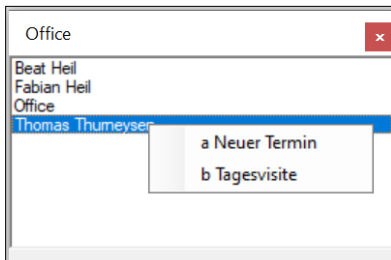 Office
x
Beat Heil
Fabian Heil
Office
Thomas Thurneysen
a Neuer Termin
b Tagesvisite